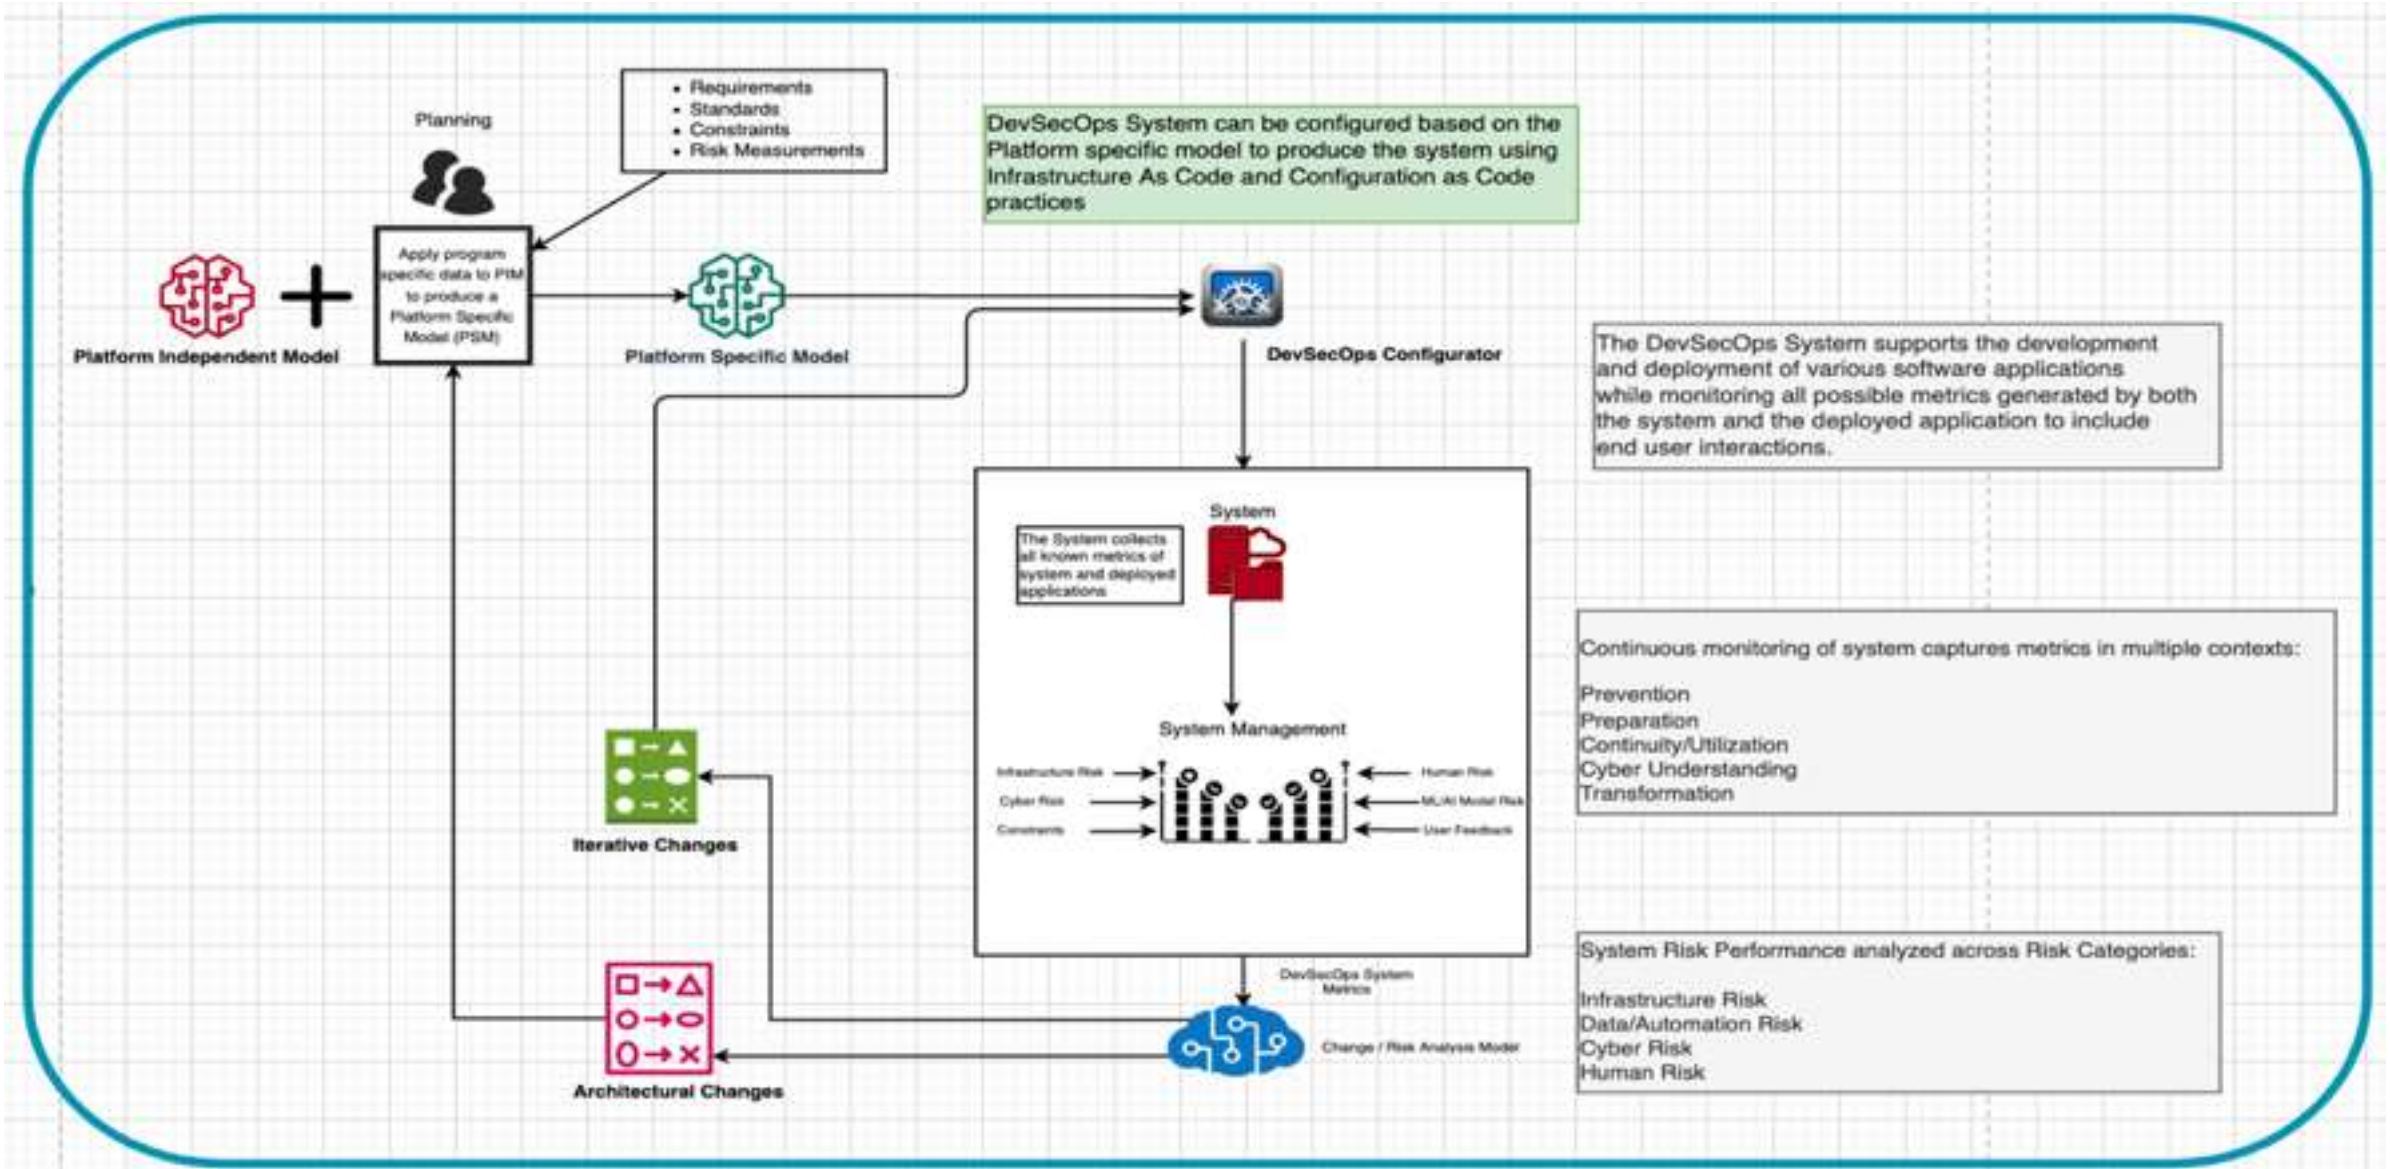 Planning
• Requirements
• Standards
• Constraints
• Risk Measurements
DevSecOps System can be configured based on the
Platform specific model to produce the system using
Infrastructure As Code and Configuration as Code
practices
Apply program
specific data to PIM
to produce a
Platform Specific
Model (PSM)
Platform Independent Model
Platform Specific Model
DevSecOps Configurator
The DevSecOps System supports the development
and deployment of various software applications
while monitoring all possible metrics generated by both
the system and the deployed application to include
end user interactions.
System
The System collects
all known metrics of
system and deployed
applications
System Management
Infrastructure Risk
Cyber Risk
Constraints
Human Risk
ML/AI Model Risk
User Feedback
Continuous monitoring of system captures metrics in multiple contexts:
Prevention
Preparation
Continuity/Utilization
Cyber Understanding
Transformation
Iterative Changes
DevSecOps System
Metrics
Change / Risk Analysis Model
Architectural Changes
System Risk Performance analyzed across Risk Categories:
Infrastructure Risk
Data/Automation Risk
Cyber Risk
Human Risk